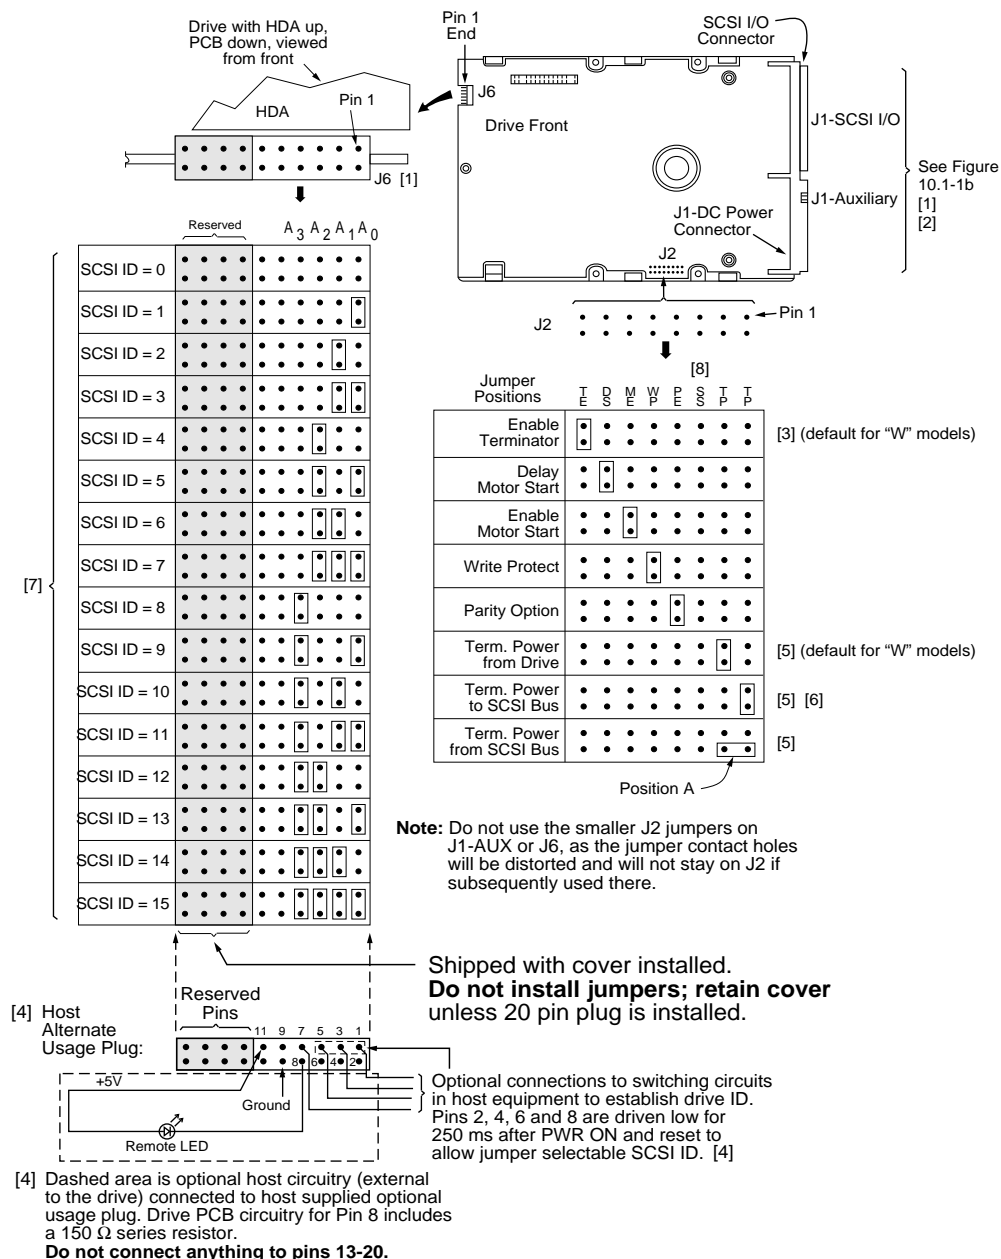 Drive with HDA up,
PCB down, viewed
from front
HDA
Pin 1
J6 [1]
Pin 1
End
J6
Drive Front
SCSI I/O
Connector
J1-SCSI I/O
J1-Auxiliary
J1-DC Power
Connector
J2
See Figure
10.1-1b
[1]
[2]
J2
Pin 1
Reserved
A3 A2 A1 A0
[7]
SCSI ID = 0
SCSI ID = 1
SCSI ID = 2
SCSI ID = 3
SCSI ID = 4
SCSI ID = 5
SCSI ID = 6
SCSI ID = 7
SCSI ID = 8
SCSI ID = 9
SCSI ID = 10
SCSI ID = 11
SCSI ID = 12
SCSI ID = 13
SCSI ID = 14
SCSI ID = 15
[8]
Jumper
Positions
TE DS ME WP PE SS TP TP
Enable
Terminator
[3] (default for “W” models)
Delay
Motor Start
Enable
Motor Start
Write Protect
Parity Option
Term. Power
from Drive
[5] (default for “W” models)
Term. Power
to SCSI Bus
[5] [6]
Term. Power
from SCSI Bus
[5]
Position A
Note: Do not use the smaller J2 jumpers on
J1-AUX or J6, as the jumper contact holes
will be distorted and will not stay on J2 if
subsequently used there.
Shipped with cover installed.
Do not install jumpers; retain cover
unless 20 pin plug is installed.
[4] Host
Alternate
Usage Plug:
Reserved
Pins
11 9 7 5 3 1
8 6 4 2
+5V
Ground
Remote LED
Optional connections to switching circuits
in host equipment to establish drive ID.
Pins 2, 4, 6 and 8 are driven low for
250 ms after PWR ON and reset to
allow jumper selectable SCSI ID. [4]
[4] Dashed area is optional host circuitry (external
to the drive) connected to host supplied optional
usage plug. Drive PCB circuitry for Pin 8 includes
a 150 Ω series resistor.
Do not connect anything to pins 13-20.